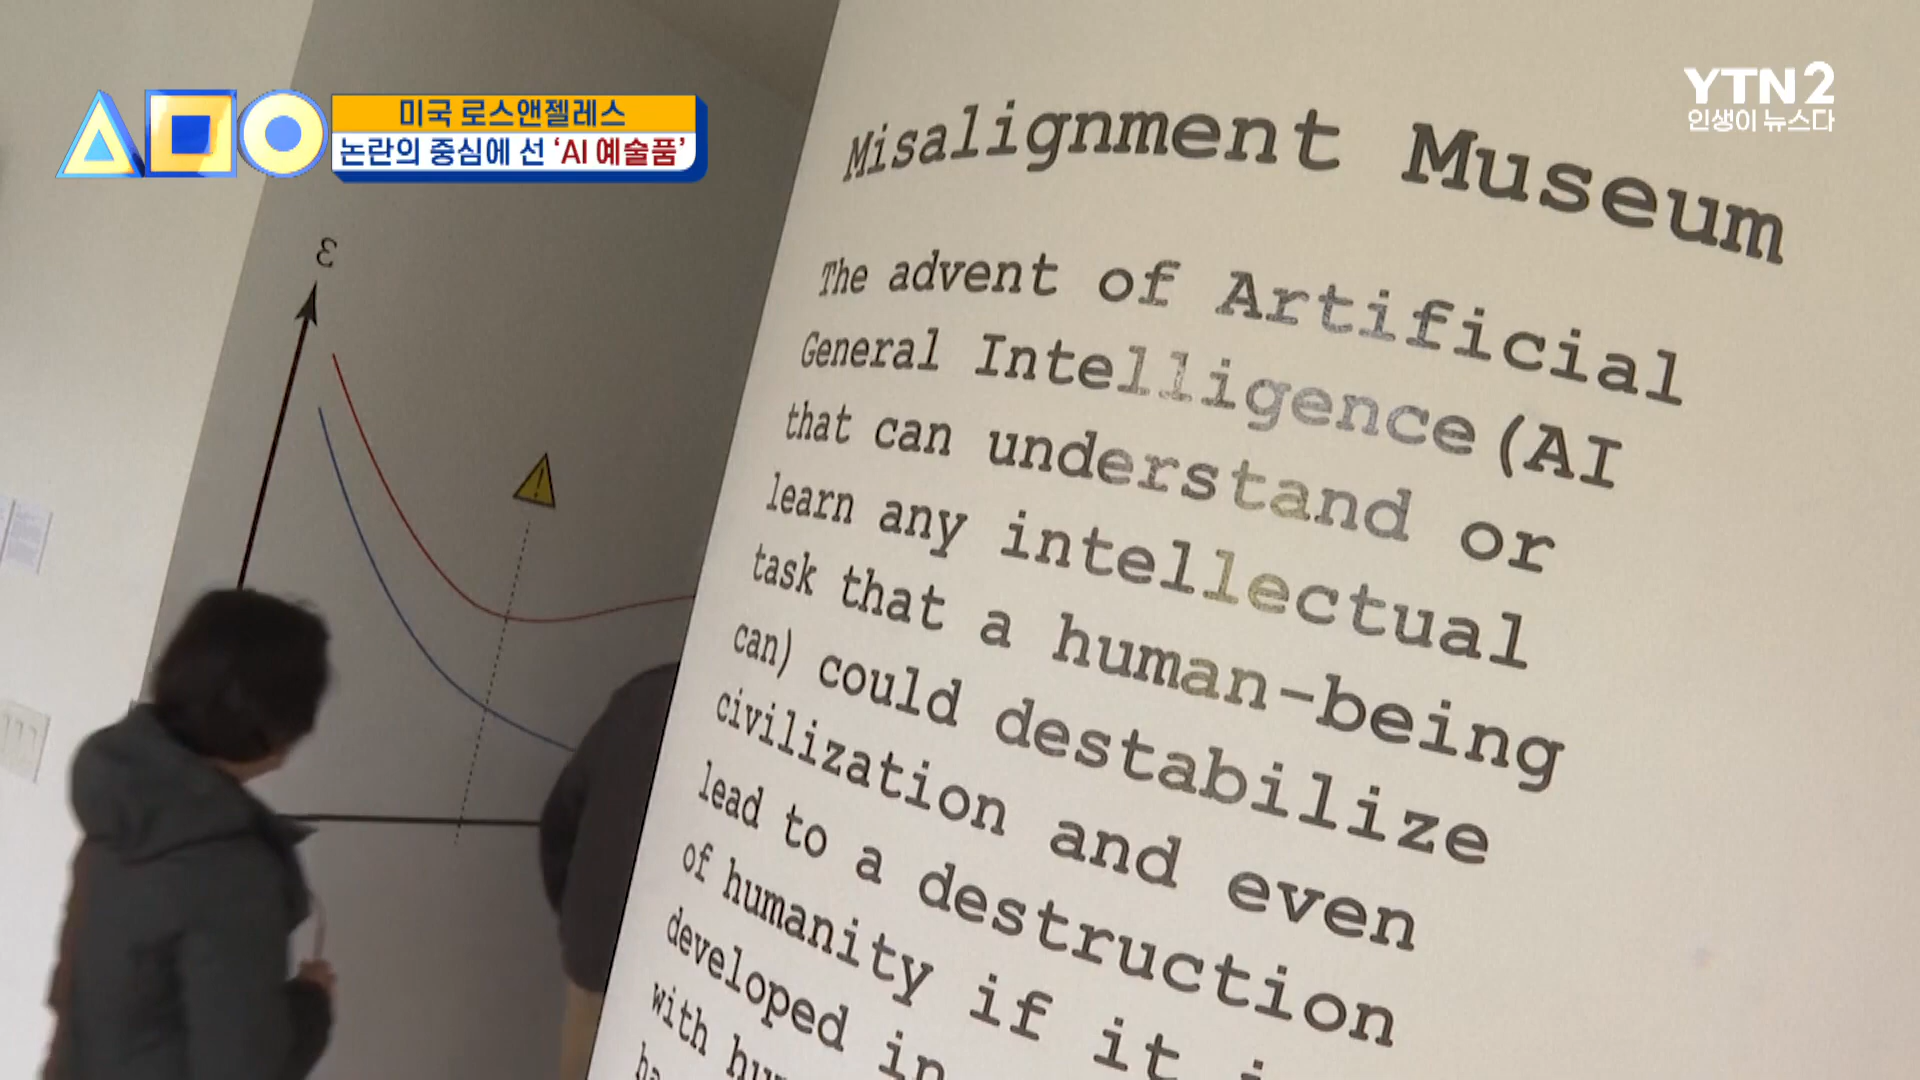 미국 로스앤젤레스
논란의 중심에 선 ‘AI 예술품’
YTN2
인생이 뉴스다
ε
!
Misalignment Museum
The advent of Artificial
General Intelligence (AI
that can understand or
learn any intellectual
task that a human-being
can) could destabilize
civilization and even
lead to a destruction
of humanity if it
developed in
with